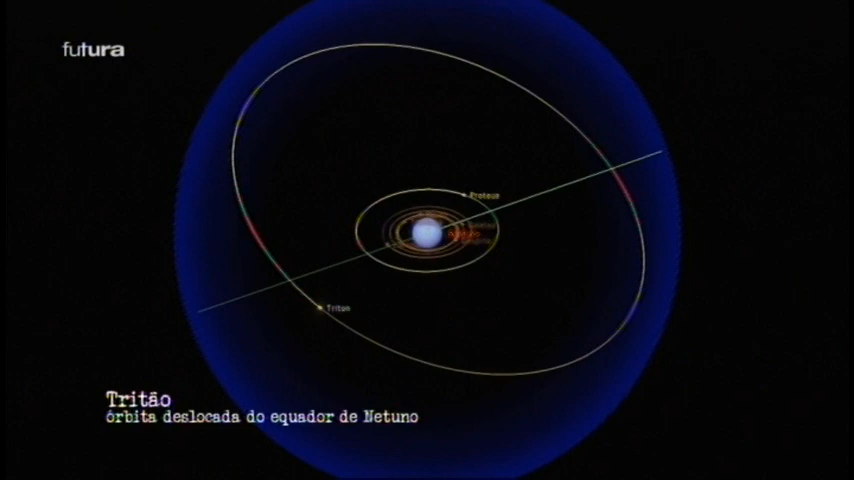 futura
Proteus
Triton
Tritão
órbita deslocada do equador de Netuno